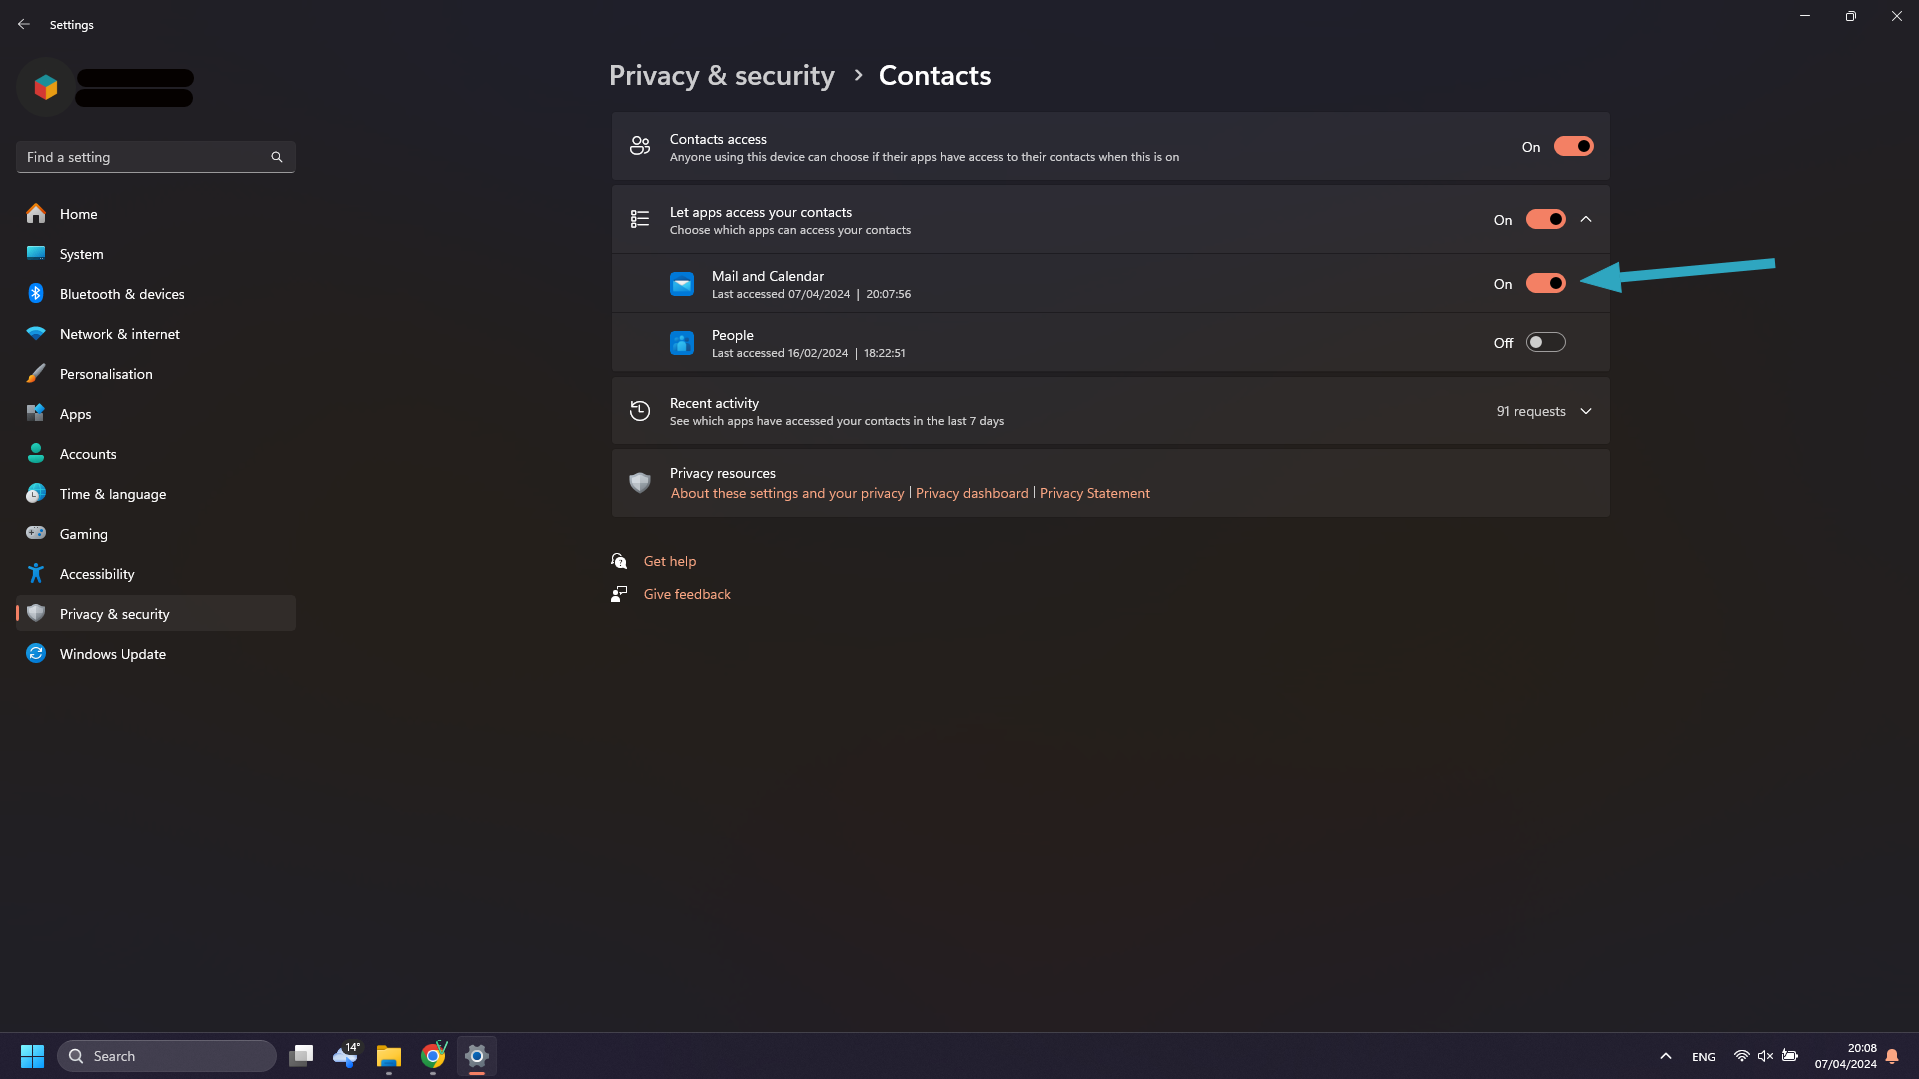 Settings
Find a setting
Home
System
Bluetooth & devices
Network & internet
Personalisation
Apps
Accounts
Time & language
Gaming
Accessibility
Privacy & security
Windows Update
Privacy & security › Contacts
Contacts access
Anyone using this device can choose if their apps have access to their contacts when this is on
On
Let apps access your contacts
Choose which apps can access your contacts
On
Mail and Calendar
Last accessed 07/04/2024 | 20:07:56
On
People
Last accessed 16/02/2024 | 18:22:51
Off
Recent activity
See which apps have accessed your contacts in the last 7 days
91 requests
Privacy resources
About these settings and your privacy | Privacy dashboard | Privacy Statement
Get help
Give feedback
Search
14°
ENG
20:08
07/04/2024